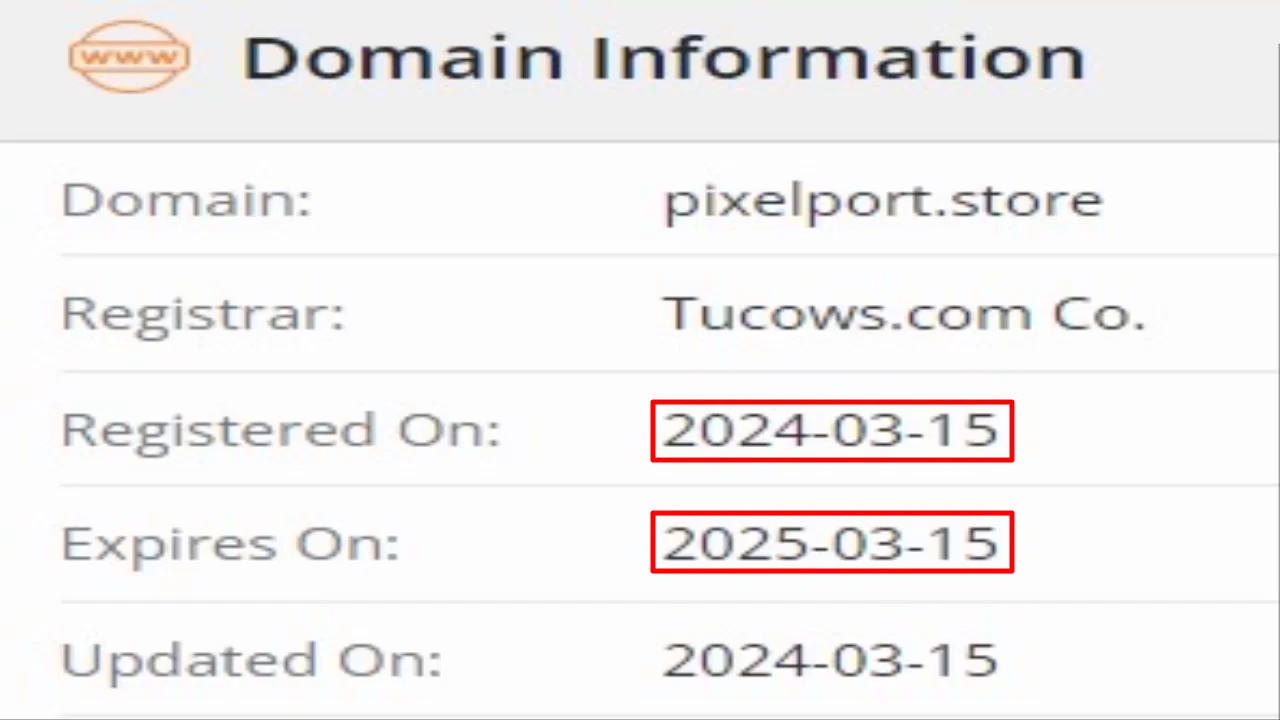 www Domain Information
Domain: pixelport.store
Registrar: Tucows.com Co.
Registered On: 2024-03-15
Expires On: 2025-03-15
Updated On: 2024-03-15